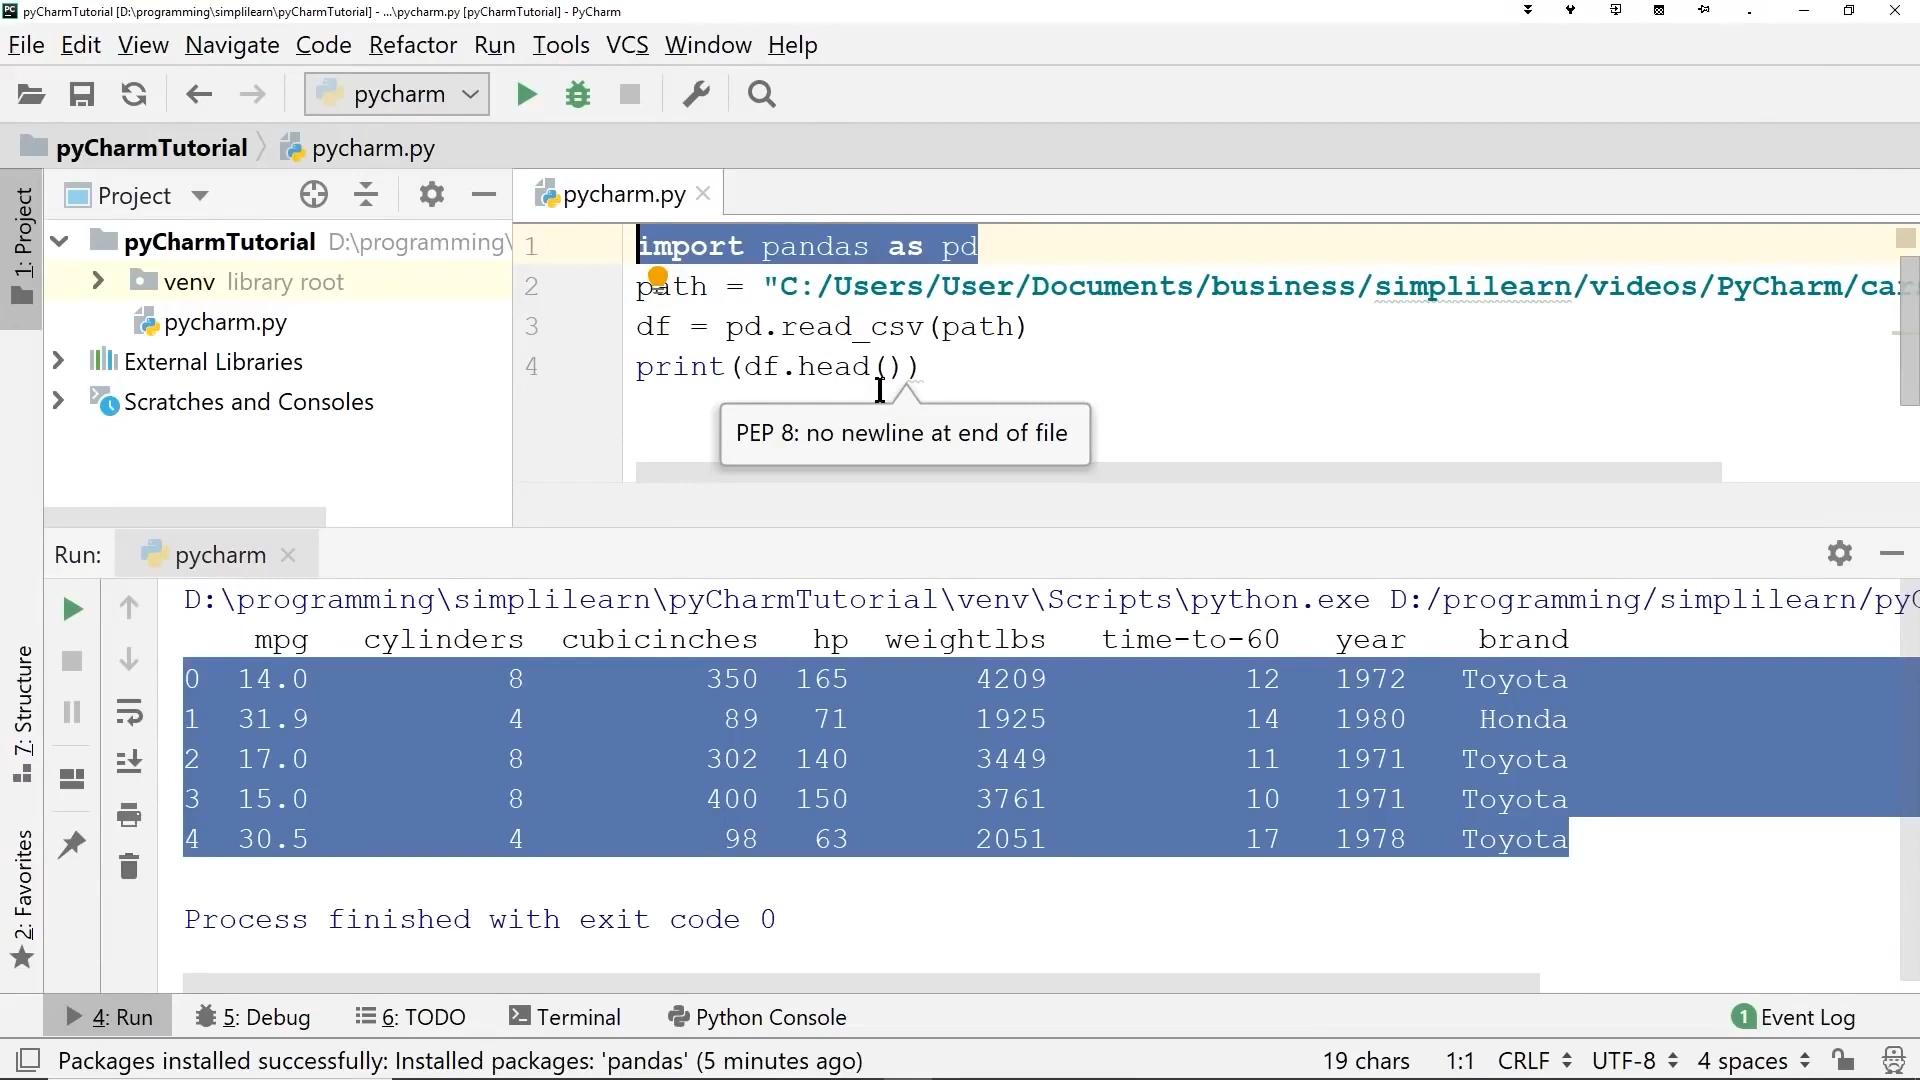 pyCharmTutorial [D:\programming\simplilearn\pyCharmTutorial] - ...\pycharm.py [pyCharmTutorial] - PyCharm
File Edit View Navigate Code Refactor Run Tools VCS Window Help
pycharm
pyCharmTutorial pycharm.py
1: Project
Project
pycharm.py
pyCharmTutorial D:\programming\
venv library root
pycharm.py
External Libraries
Scratches and Consoles
1 import pandas as pd
2 path = "C:/Users/User/Documents/business/simplilearn/videos/PyCharm/cars
3 df = pd.read_csv(path)
4 print(df.head())
PEP 8: no newline at end of file
Run: pycharm
7: Structure
2: Favorites
D:\programming\simplilearn\pyCharmTutorial\venv\Scripts\python.exe D:/programming/simplilearn/pyC
mpg cylinders cubicinches hp weightlbs time-to-60 year brand
0 14.0 8 350 165 4209 12 1972 Toyota
1 31.9 4 89 71 1925 14 1980 Honda
2 17.0 8 302 140 3449 11 1971 Toyota
3 15.0 8 400 150 3761 10 1971 Toyota
4 30.5 4 98 63 2051 17 1978 Toyota
Process finished with exit code 0
4: Run 5: Debug 6: TODO Terminal Python Console 1 Event Log
Packages installed successfully: Installed packages: 'pandas' (5 minutes ago) 19 chars 1:1 CRLF UTF-8 4 spaces